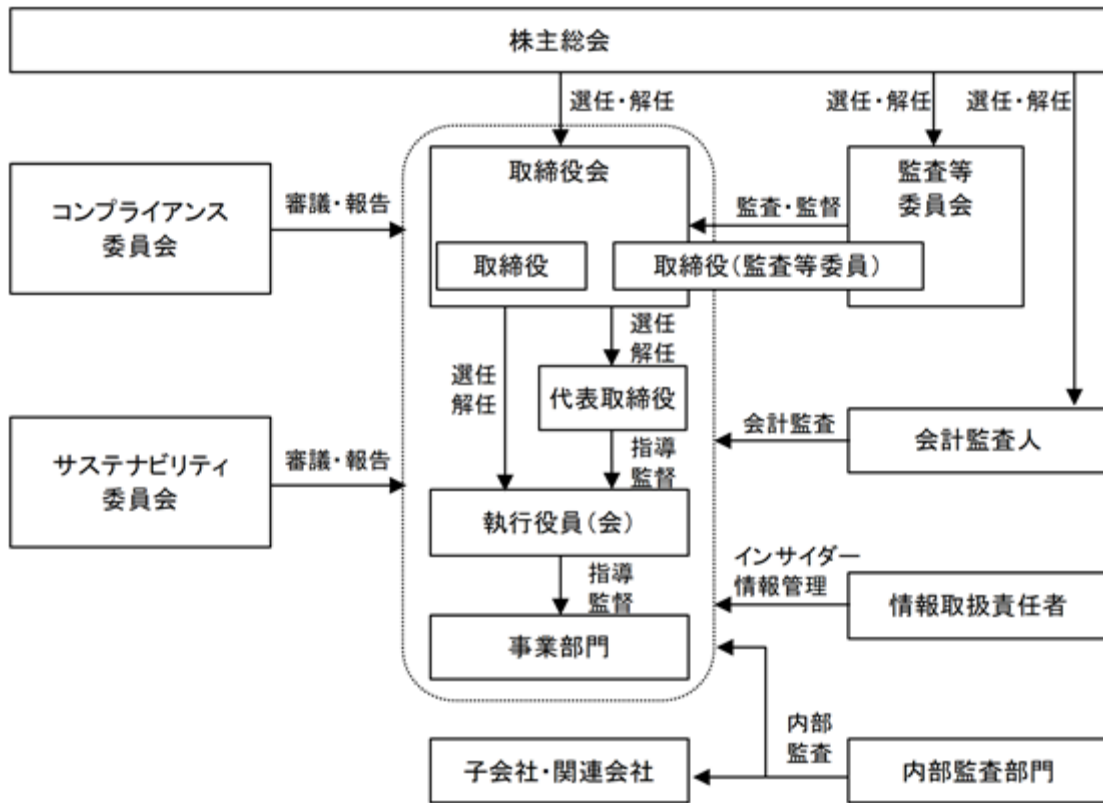 株主総会
選任・解任
選任・解任
選任・解任
コンプライアンス
委員会
審議・報告
取締役会
監査・監督
監査等
委員会
取締役
取締役(監査等委員)
選任
解任
選任
解任
代表取締役
サステナビリティ
委員会
審議・報告
指導
監督
会計監査
会計監査人
執行役員(会)
指導
監督
インサイダー
情報管理
情報取扱責任者
事業部門
子会社・関連会社
内部
監査
内部監査部門